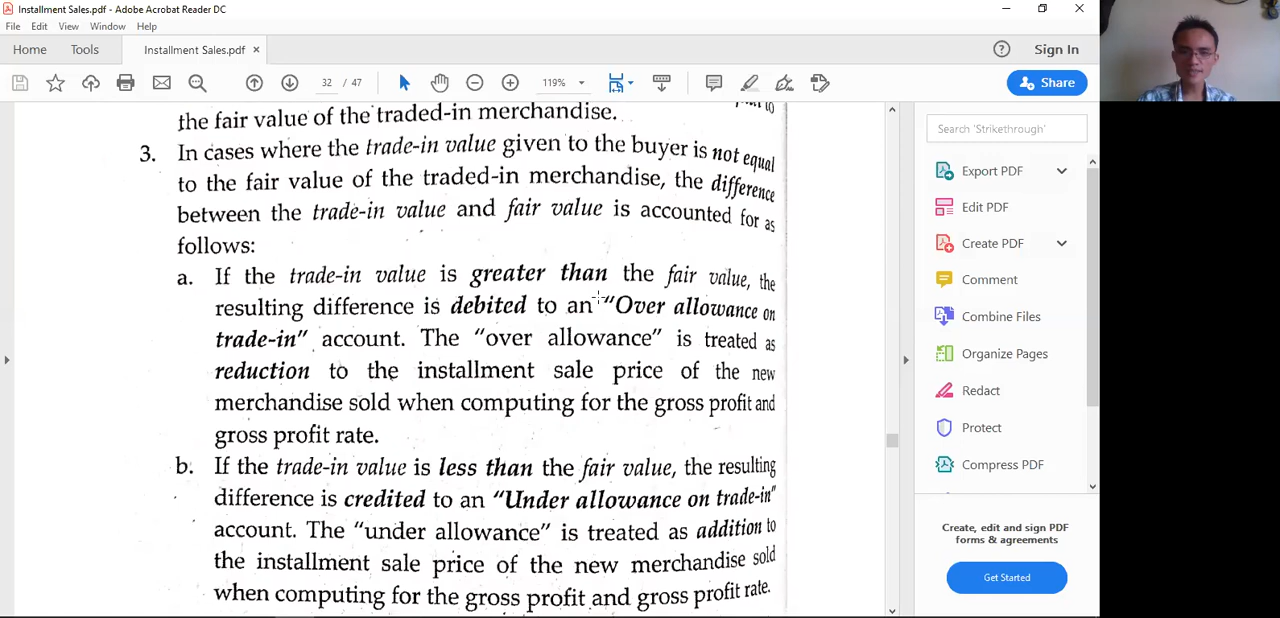 Installment Sales.pdf - Adobe Acrobat Reader DC
File Edit View Window Help
Home Tools Installment Sales.pdf × Sign In
32 / 47 119% Share
the fair value of the traded-in merchandise.
3. In cases where the trade-in value given to the buyer is not equal
to the fair value of the traded-in merchandise, the difference
between the trade-in value and fair value is accounted for as
follows:
a. If the trade-in value is greater than the fair value, the
resulting difference is debited to an "Over allowance on
trade-in" account. The "over allowance" is treated as
reduction to the installment sale price of the new
merchandise sold when computing for the gross profit and
gross profit rate.
b. If the trade-in value is less than the fair value, the resulting
difference is credited to an "Under allowance on trade-in"
account. The "under allowance" is treated as addition to
the installment sale price of the new merchandise sold
when computing for the gross profit and gross profit rate.
Search 'Strikethrough'
Export PDF
Edit PDF
Create PDF
Comment
Combine Files
Organize Pages
Redact
Protect
Compress PDF
Create, edit and sign PDF
forms & agreements
Get Started